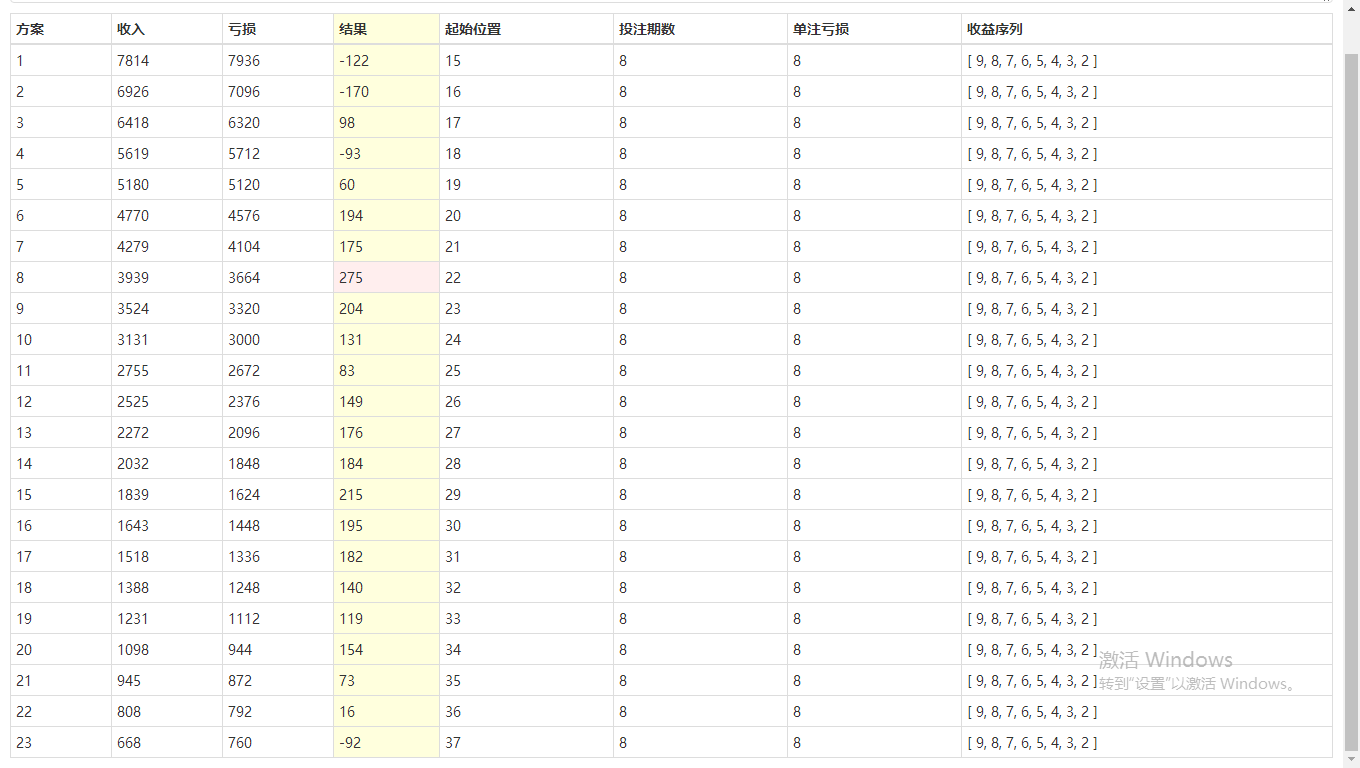 方案 收入 亏损 结果 起始位置 投注期数 单注亏损 收益序列
1 7814 7936 -122 15 8 8 [ 9, 8, 7, 6, 5, 4, 3, 2 ]
2 6926 7096 -170 16 8 8 [ 9, 8, 7, 6, 5, 4, 3, 2 ]
3 6418 6320 98 17 8 8 [ 9, 8, 7, 6, 5, 4, 3, 2 ]
4 5619 5712 -93 18 8 8 [ 9, 8, 7, 6, 5, 4, 3, 2 ]
5 5180 5120 60 19 8 8 [ 9, 8, 7, 6, 5, 4, 3, 2 ]
6 4770 4576 194 20 8 8 [ 9, 8, 7, 6, 5, 4, 3, 2 ]
7 4279 4104 175 21 8 8 [ 9, 8, 7, 6, 5, 4, 3, 2 ]
8 3939 3664 275 22 8 8 [ 9, 8, 7, 6, 5, 4, 3, 2 ]
9 3524 3320 204 23 8 8 [ 9, 8, 7, 6, 5, 4, 3, 2 ]
10 3131 3000 131 24 8 8 [ 9, 8, 7, 6, 5, 4, 3, 2 ]
11 2755 2672 83 25 8 8 [ 9, 8, 7, 6, 5, 4, 3, 2 ]
12 2525 2376 149 26 8 8 [ 9, 8, 7, 6, 5, 4, 3, 2 ]
13 2272 2096 176 27 8 8 [ 9, 8, 7, 6, 5, 4, 3, 2 ]
14 2032 1848 184 28 8 8 [ 9, 8, 7, 6, 5, 4, 3, 2 ]
15 1839 1624 215 29 8 8 [ 9, 8, 7, 6, 5, 4, 3, 2 ]
16 1643 1448 195 30 8 8 [ 9, 8, 7, 6, 5, 4, 3, 2 ]
17 1518 1336 182 31 8 8 [ 9, 8, 7, 6, 5, 4, 3, 2 ]
18 1388 1248 140 32 8 8 [ 9, 8, 7, 6, 5, 4, 3, 2 ]
19 1231 1112 119 33 8 8 [ 9, 8, 7, 6, 5, 4, 3, 2 ]
20 1098 944 154 34 8 8 [ 9, 8, 7, 6, 5, 4, 3, 2 ]
激活 Windows
21 945 872 73 35 8 8 [ 9, 8, 7, 6, 5, 4, 3, 2 ]
转到“设置”以激活 Windows。
22 808 792 16 36 8 8 [ 9, 8, 7, 6, 5, 4, 3, 2 ]
23 668 760 -92 37 8 8 [ 9, 8, 7, 6, 5, 4, 3, 2 ]